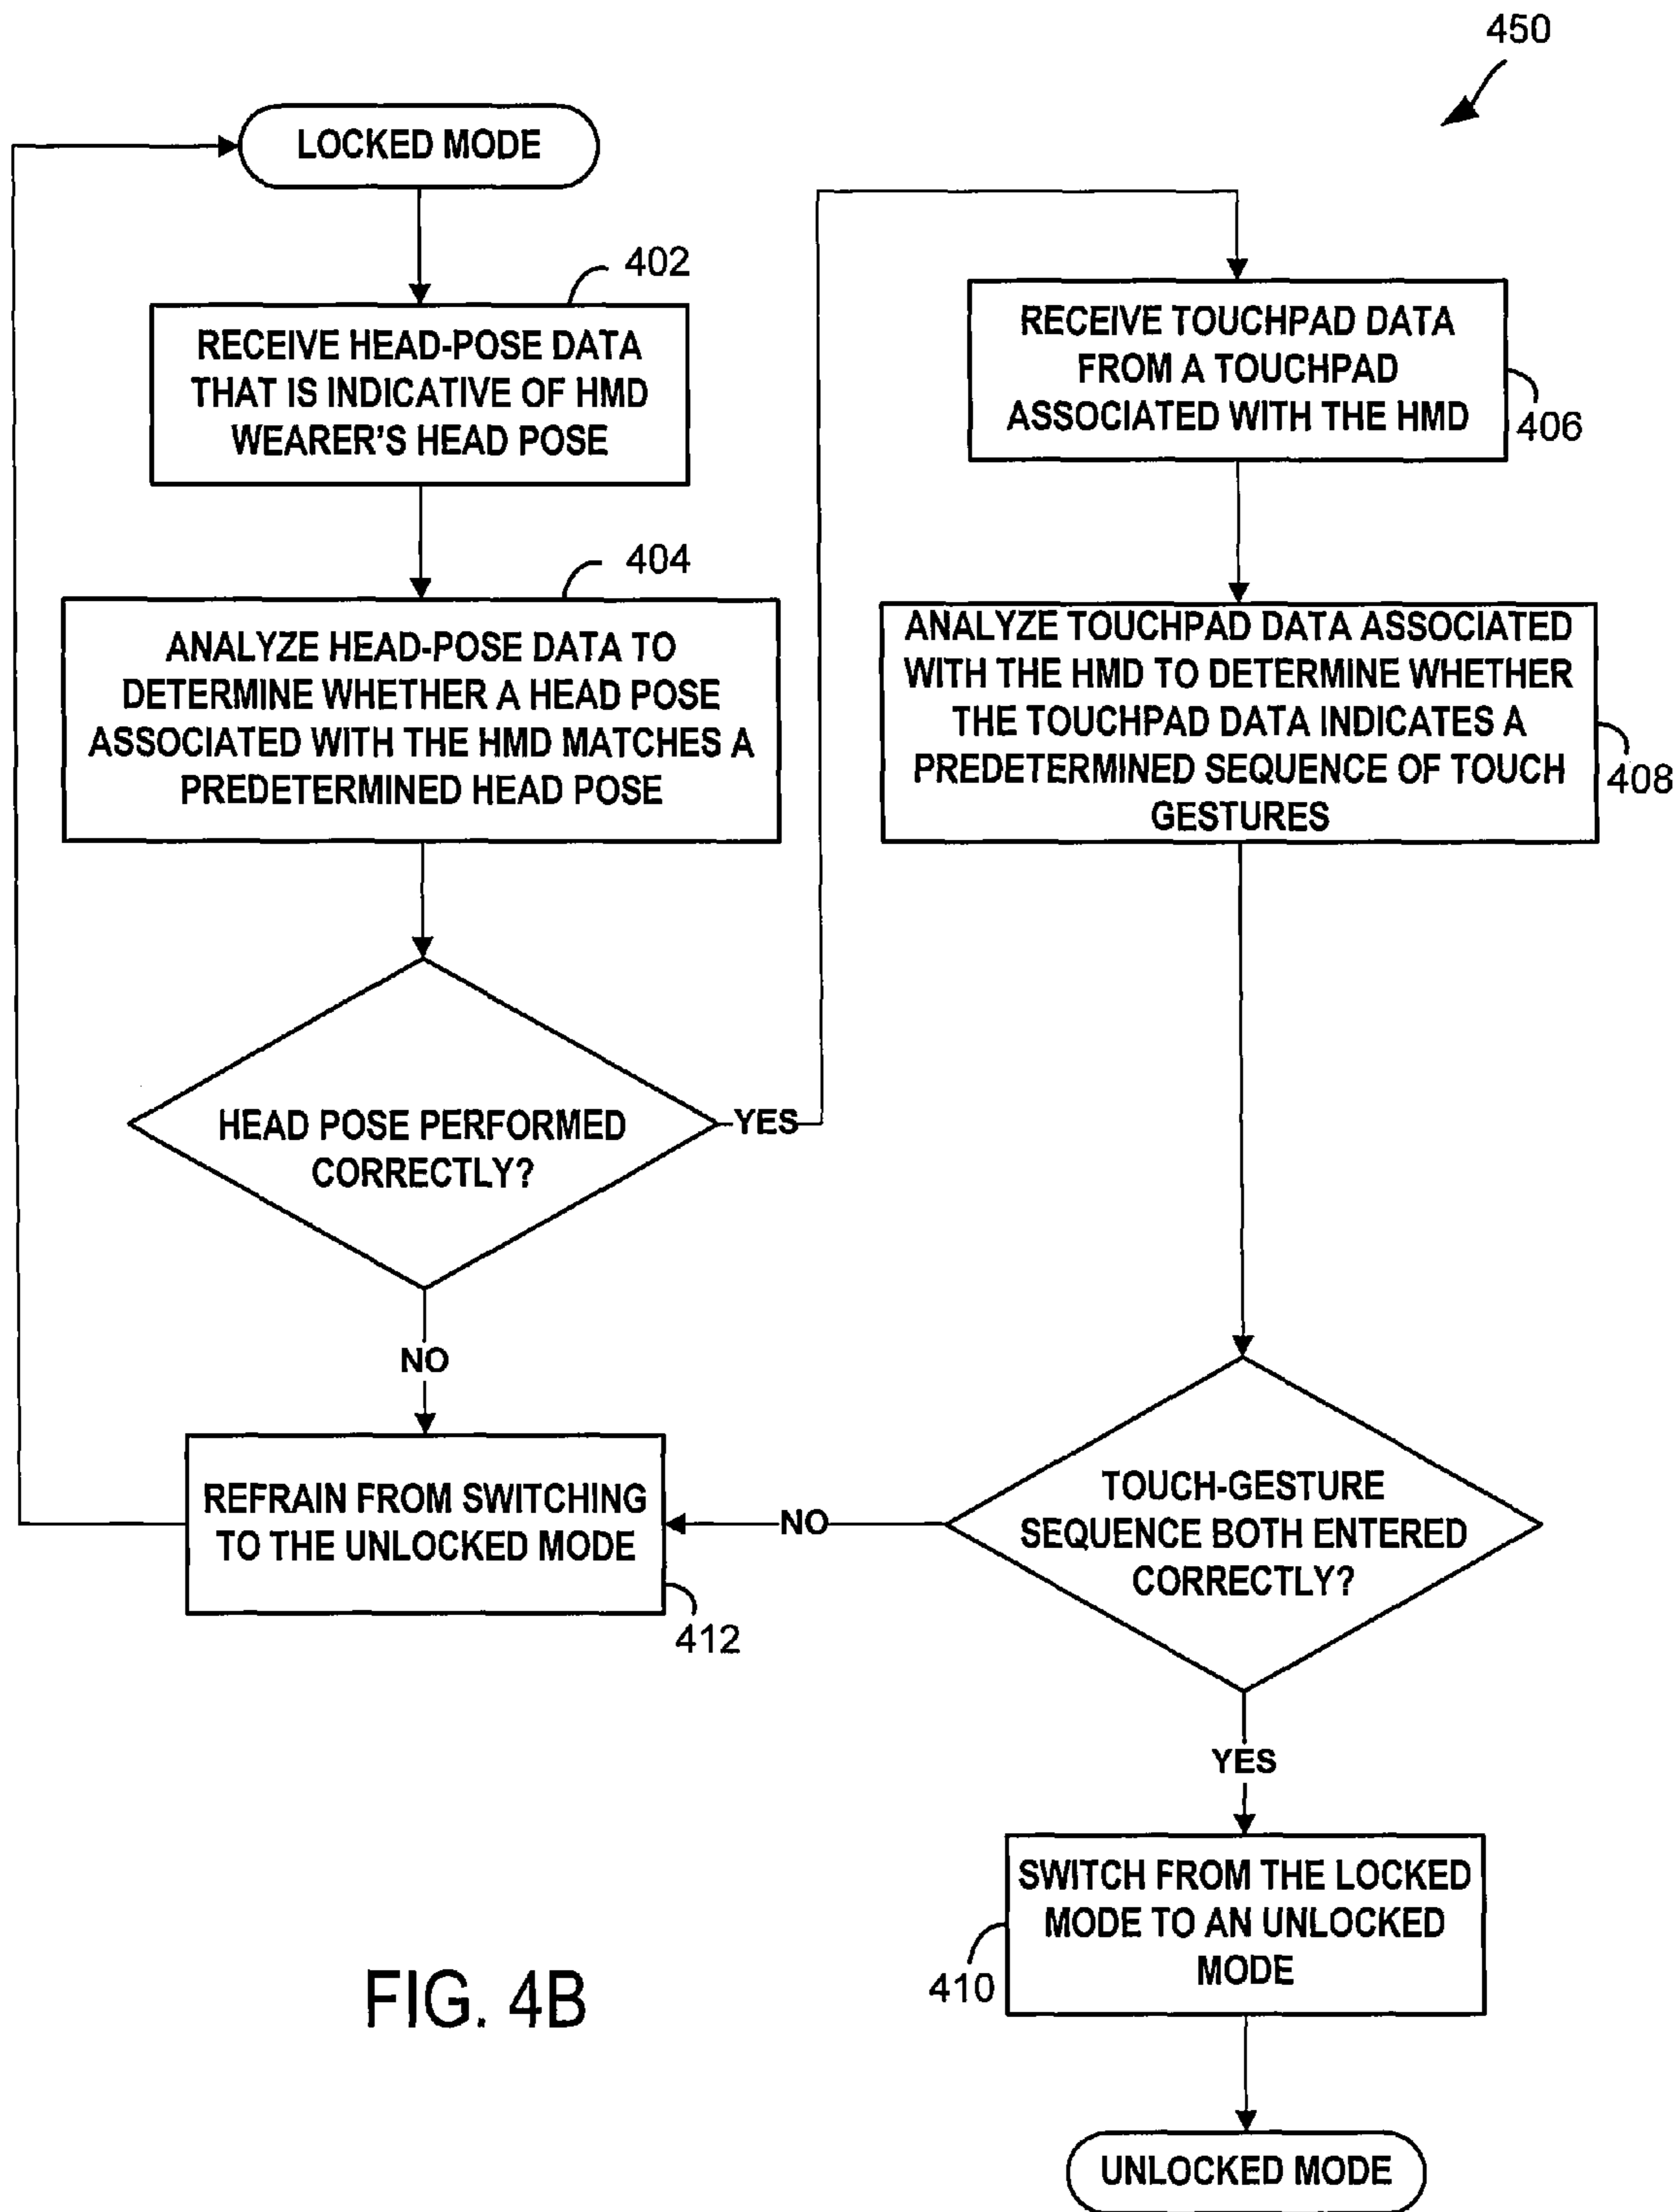 450
LOCKED MODE
402
RECEIVE HEAD-POSE DATA
THAT IS INDICATIVE OF HMD
WEARER'S HEAD POSE
404
ANALYZE HEAD-POSE DATA TO
DETERMINE WHETHER A HEAD POSE
ASSOCIATED WITH THE HMD MATCHES A
PREDETERMINED HEAD POSE
HEAD POSE PERFORMED
CORRECTLY?
YES
NO
REFRAIN FROM SWITCHING
TO THE UNLOCKED MODE
412
RECEIVE TOUCHPAD DATA
FROM A TOUCHPAD
ASSOCIATED WITH THE HMD
406
ANALYZE TOUCHPAD DATA ASSOCIATED
WITH THE HMD TO DETERMINE WHETHER
THE TOUCHPAD DATA INDICATES A
PREDETERMINED SEQUENCE OF TOUCH
GESTURES
408
TOUCH-GESTURE
SEQUENCE BOTH ENTERED
CORRECTLY?
NO
YES
SWITCH FROM THE LOCKED
MODE TO AN UNLOCKED
MODE
410
UNLOCKED MODE
FIG. 4B